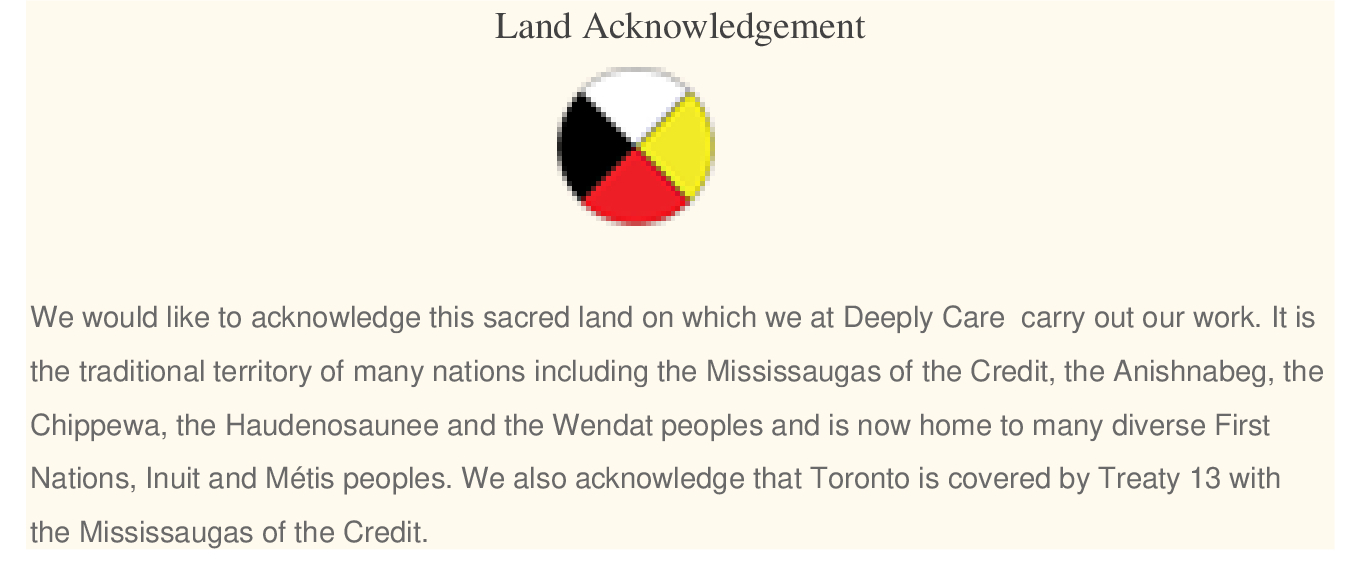 Land Acknowledgement
We would like to acknowledge this sacred land on which we at Deeply Care  carry out our work. It is
the traditional territory of many nations including the Mississaugas of the Credit, the Anishnabeg, the
Chippewa, the Haudenosaunee and the Wendat peoples and is now home to many diverse First
Nations, Inuit and Métis peoples. We also acknowledge that Toronto is covered by Treaty 13 with
the Mississaugas of the Credit.